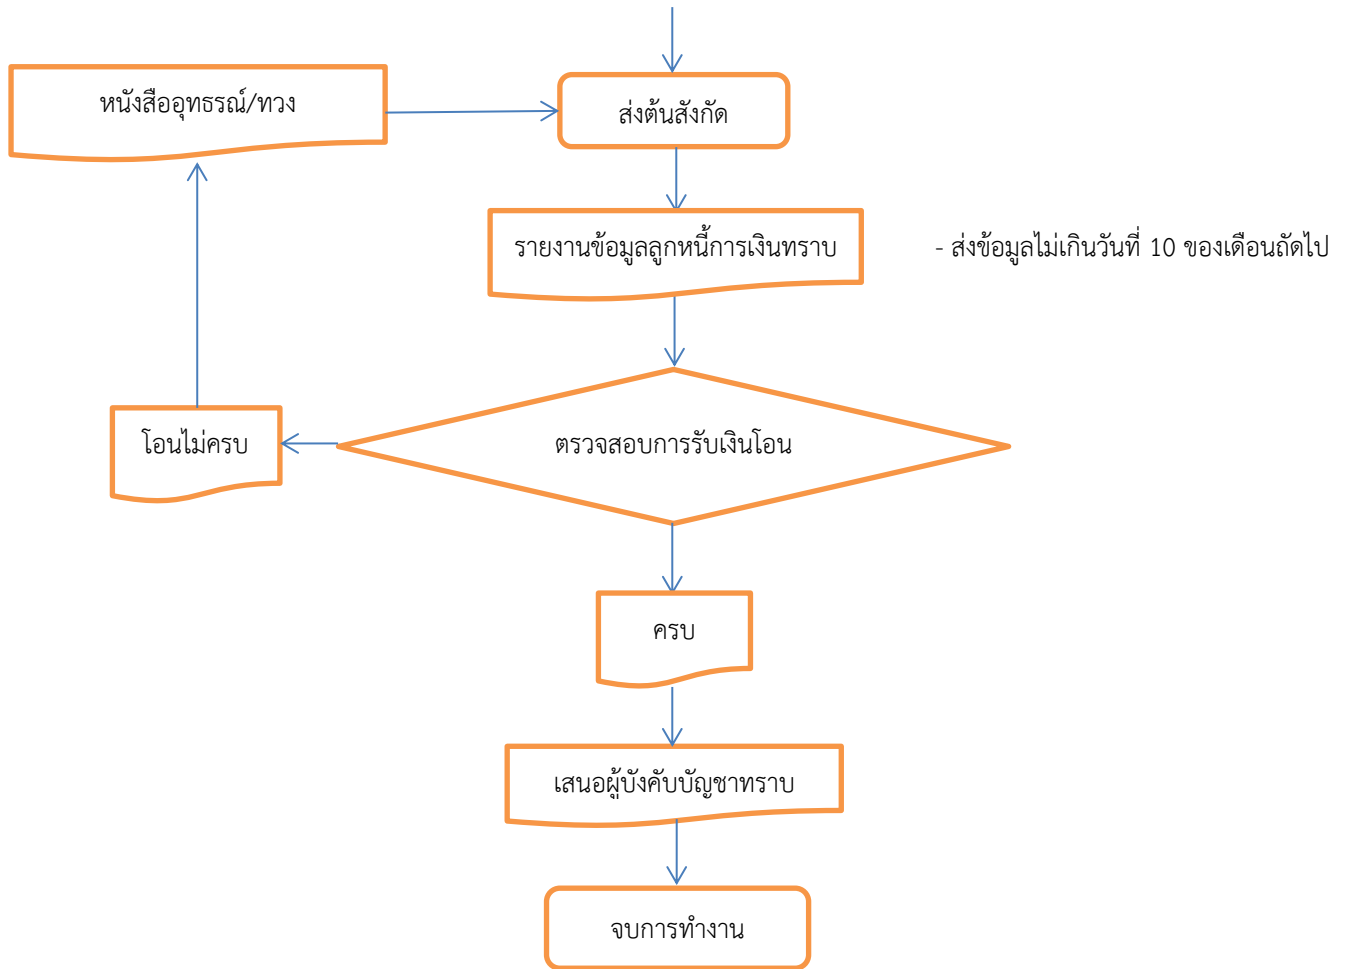 หนังสืออุทธรณ์/ทวง
ส่งต้นสังกัด
รายงานข้อมูลลูกหนี้การเงินทราบ
- ส่งข้อมูลไม่เกินวันที่ 10 ของเดือนถัดไป
โอนไม่ครบ
ตรวจสอบการรับเงินโอน
ครบ
เสนอผู้บังคับบัญชาทราบ
จบการทำงาน